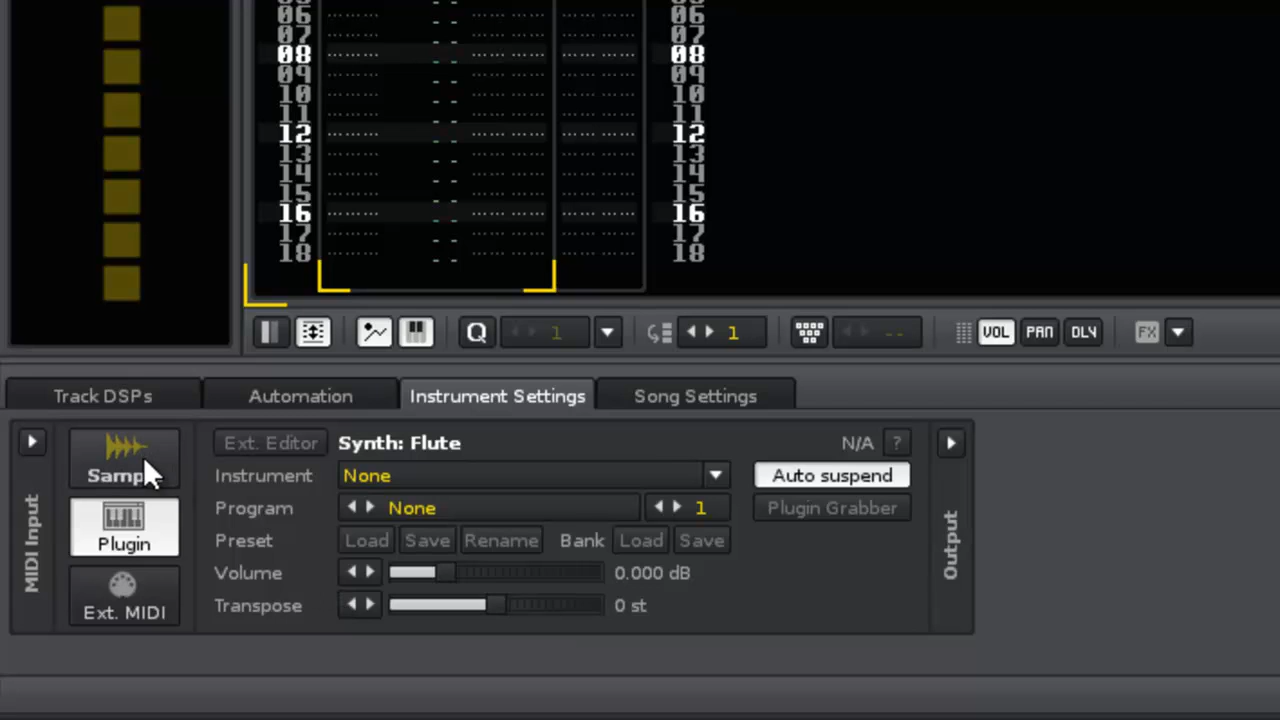 06 06
07 07
08 08
09 09
10 10
11 11
12 12
13 13
14 14
15 15
16 16
17 17
18 18
Q 1 1 -- VOL PAN DLY FX
Track DSPs Automation Instrument Settings Song Settings
MIDI Input
Samp
Plugin
Ext. MIDI
Ext. Editor Synth: Flute N/A ?
Instrument None Auto suspend
Program None 1 Plugin Grabber
Preset Load Save Rename Bank Load Save
Volume 0.000 dB
Transpose 0 st
Output